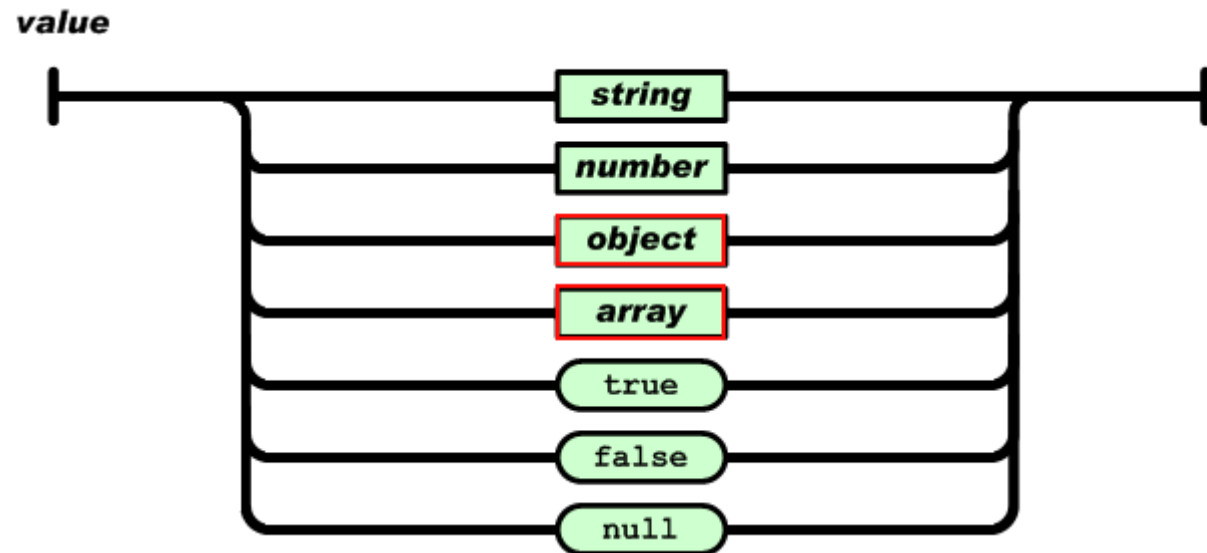 value
string
number
object
array
true
false
null